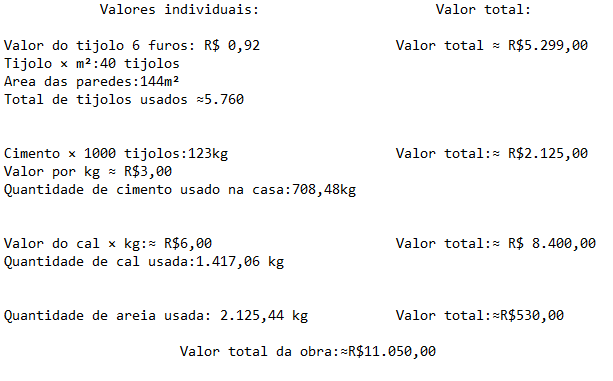 Valores individuais: Valor total:
Valor do tijolo 6 furos: R$ 0,92 Valor total ≈ R$5.299,00
Tijolo × m²:40 tijolos
Area das paredes:144m²
Total de tijolos usados ≈5.760
Cimento × 1000 tijolos:123kg Valor total:≈ R$2.125,00
Valor por kg ≈ R$3,00
Quantidade de cimento usado na casa:708,48kg
Valor do cal × kg:≈ R$6,00 Valor total:≈ R$ 8.400,00
Quantidade de cal usada:1.417,06 kg
Quantidade de areia usada: 2.125,44 kg Valor total:≈R$530,00
Valor total da obra:≈R$11.050,00